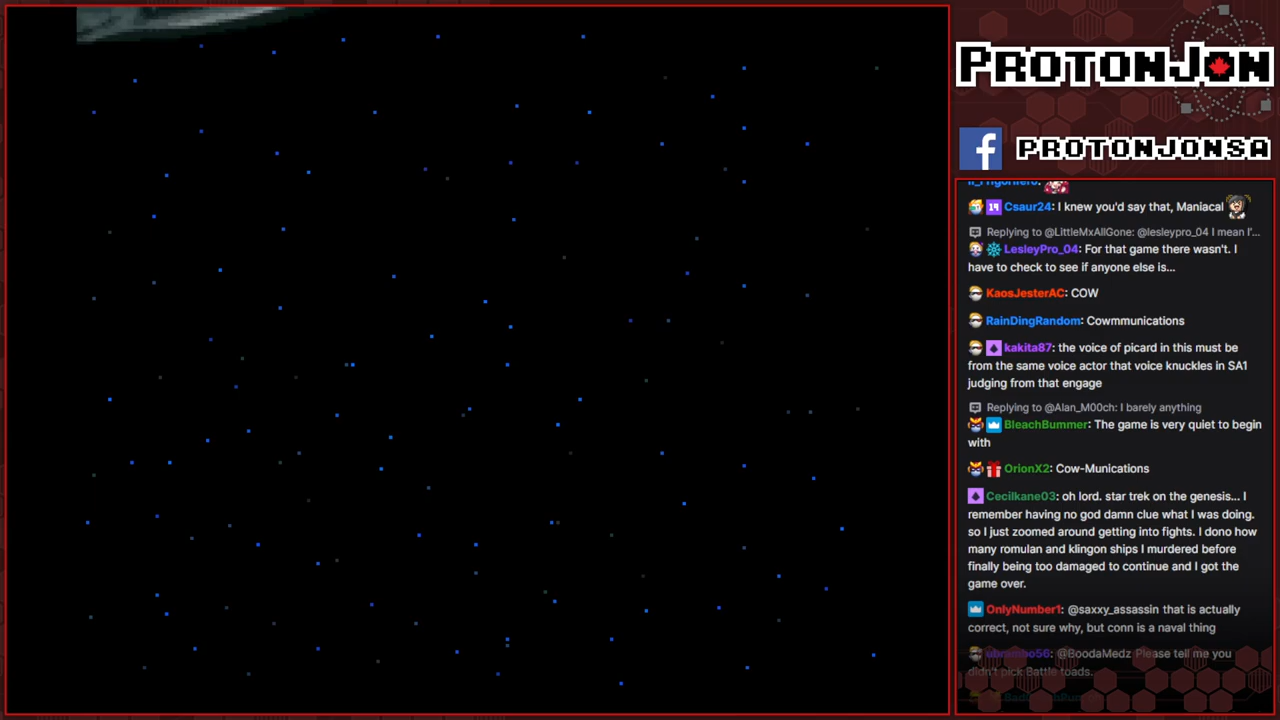 PROTONJON
PROTONJONSA
Csaur24: I knew you'd say that, Maniacal
Replying to @LittleMxAllGone: @lesleypro_04 I mean I'...
LesleyPro_04: For that game there wasn't. I
have to check to see if anyone else is...
KaosJesterAC: COW
RainDingRandom: Cowmmunications
kakita87: the voice of picard in this must be
from the same voice actor that voice knuckles in SA1
judging from that engage
Replying to @Alan_M00ch: I barely anything
BleachBummer: The game is very quiet to begin
with
OrionX2: Cow-Munications
Cecilkane03: oh lord. star trek on the genesis... I
remember having no god damn clue what I was doing.
so I just zoomed around getting into fights. I dono how
many romulan and klingon ships I murdered before
finally being too damaged to continue and I got the
game over.
OnlyNumber1: @saxxy_assassin that is actually
correct, not sure why, but conn is a naval thing
@BoodaMedz Please tell me you
didn't pick Battle toads.